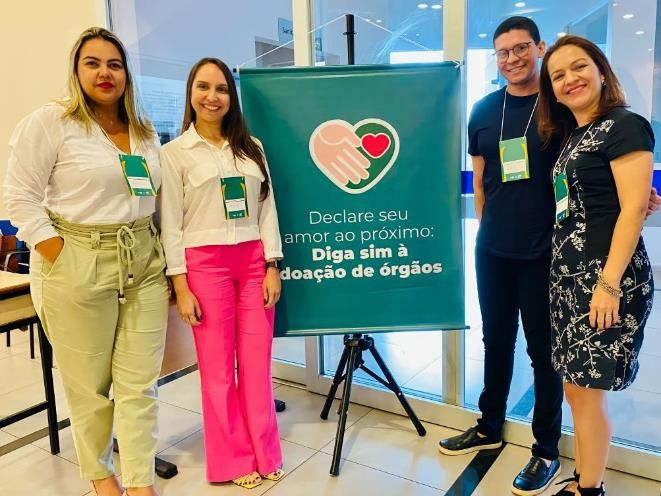 Declare seu
amor ao próximo:
Diga sim à
doação de órgãos